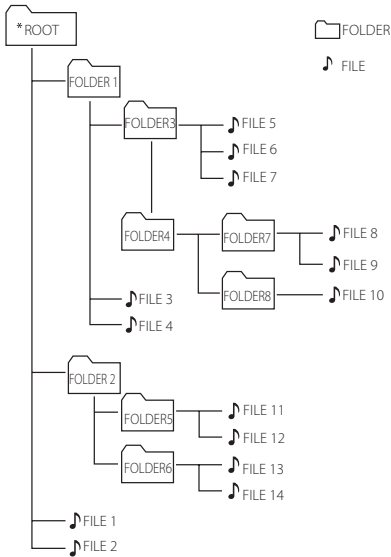 *ROOT
FOLDER
FILE
FOLDER 1
FOLDER3
FILE 5
FILE 6
FILE 7
FOLDER4
FOLDER7
FILE 8
FILE 9
FOLDER8
FILE 10
FILE 3
FILE 4
FOLDER 2
FOLDER5
FILE 11
FILE 12
FOLDER6
FILE 13
FILE 14
FILE 1
FILE 2